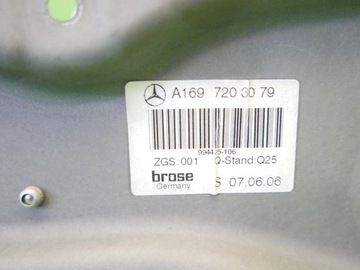 A169 720 30 79
994425-106
ZGS:001 Q-Stand:Q25
brose
Germany
S 07.06.06